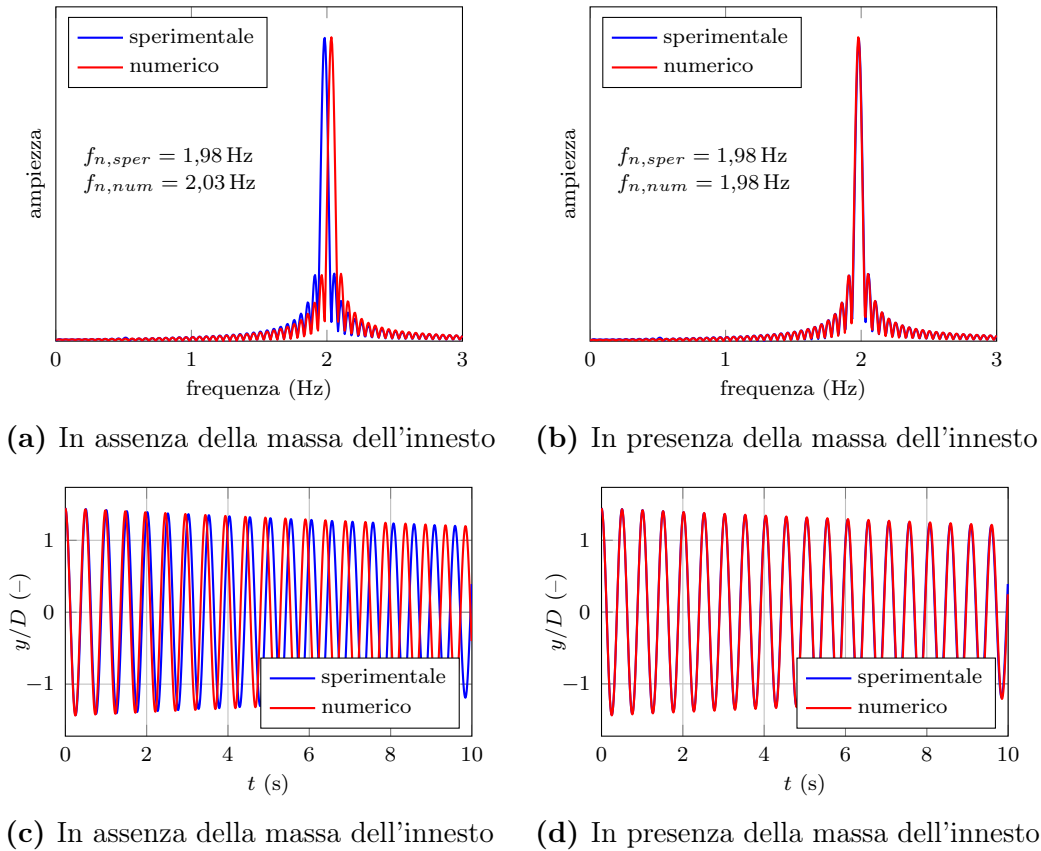 sperimentale
numerico
f_{n,sper} = 1,98 Hz
f_{n,num} = 2,03 Hz
ampiezza
0 1 2 3
frequenza (Hz)
(a) In assenza della massa dell'innesto
sperimentale
numerico
f_{n,sper} = 1,98 Hz
f_{n,num} = 1,98 Hz
ampiezza
0 1 2 3
frequenza (Hz)
(b) In presenza della massa dell'innesto
1
0
−1
y/D (−)
sperimentale
numerico
0 2 4 6 8 10
t (s)
(c) In assenza della massa dell'innesto
1
0
−1
y/D (−)
sperimentale
numerico
0 2 4 6 8 10
t (s)
(d) In presenza della massa dell'innesto